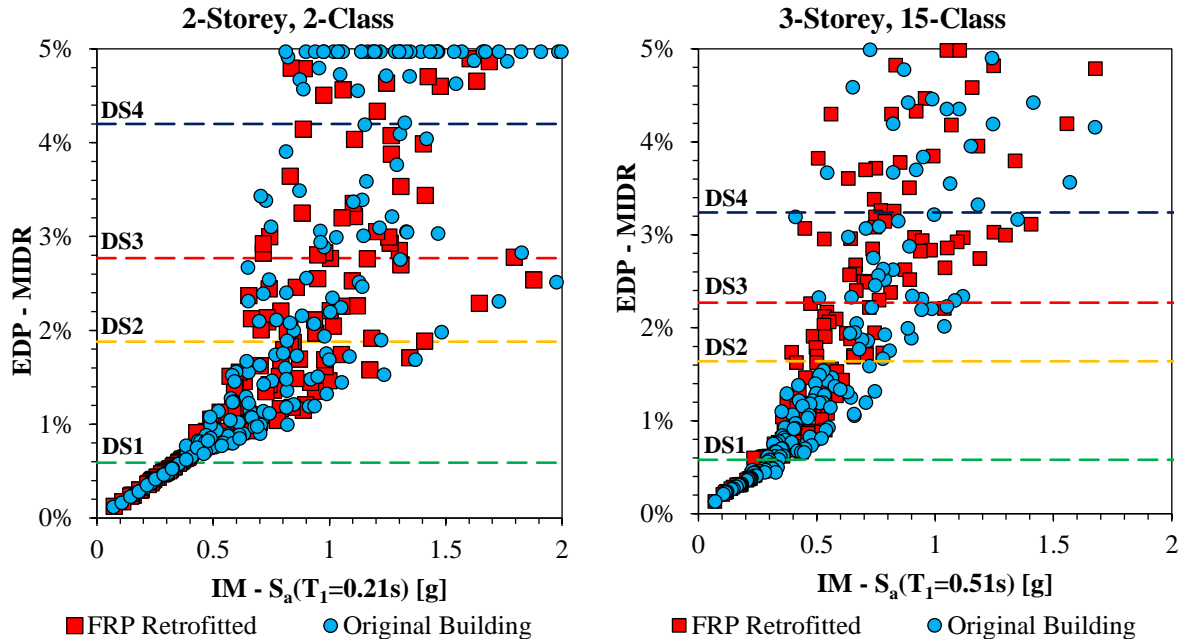 2-Storey, 2-Class
EDP - MIDR
5%
4%
3%
2%
1%
0%
DS4
DS3
DS2
DS1
0 0.5 1 1.5 2
IM - Sa(T1=0.21s) [g]
FRP Retrofitted Original Building
3-Storey, 15-Class
EDP - MIDR
5%
4%
3%
2%
1%
0%
DS4
DS3
DS2
DS1
0 0.5 1 1.5 2
IM - Sa(T1=0.51s) [g]
FRP Retrofitted Original Building